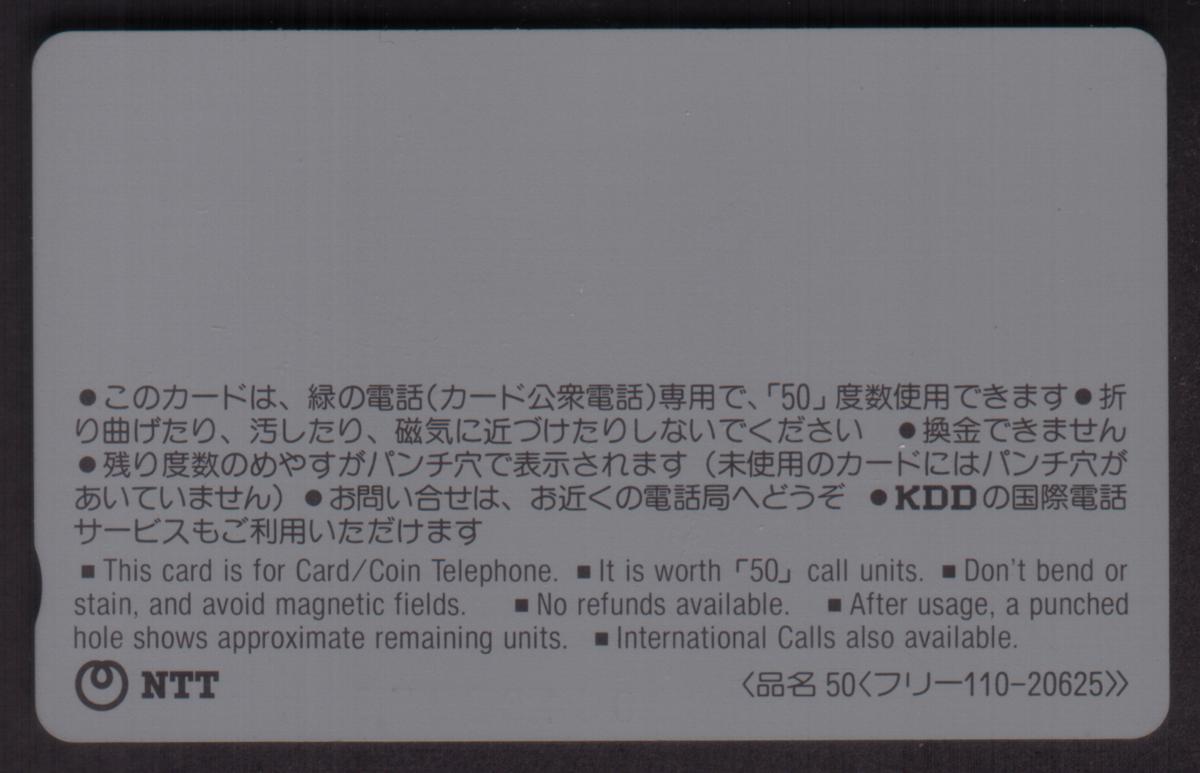 ●このカードは、緑の電話(カード公衆電話)専用で、「50」度数使用できます●折
り曲げたり、汚したり、磁気に近づけたりしないでください ●換金できません
●残り度数のめやすがパンチ穴で表示されます（未使用のカードにはパンチ穴が
あいていません）●お問い合せは、お近くの電話局へどうぞ ●KDDの国際電話
サービスもご利用いただけます
■This card is for Card/Coin Telephone. ■It is worth「50」call units. ■Don't bend or
stain, and avoid magnetic fields. ■No refunds available. ■After usage, a punched
hole shows approximate remaining units. ■International Calls also available.
NTT 〈品名 50〈フリー110-20625〉〉